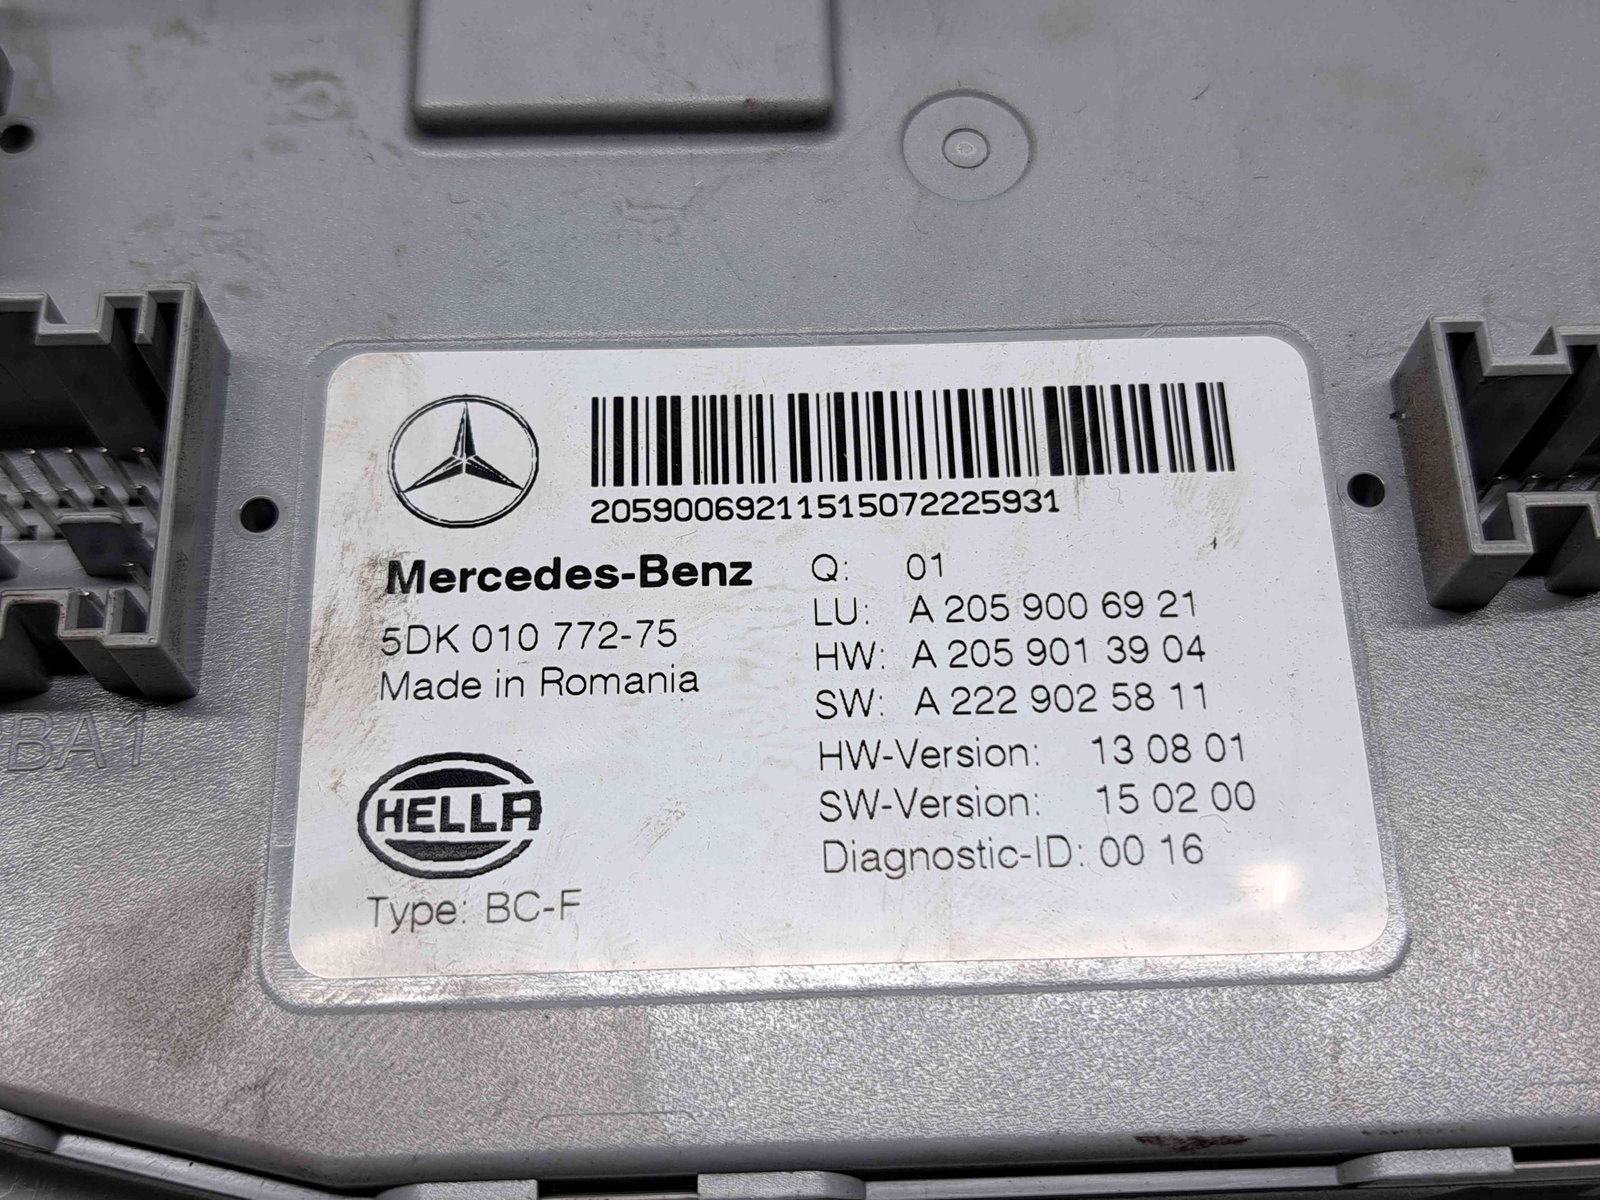 2059006921151507222 5931
Mercedes-Benz
5DK 010 772-75
Made in Romania
HELLA
Type: BC-F
Q: 01
LU: A 205 900 69 21
HW: A 205 901 39 04
SW: A 222 902 58 11
HW-Version: 13 08 01
SW-Version: 15 02 00
Diagnostic-ID: 00 16
BA1